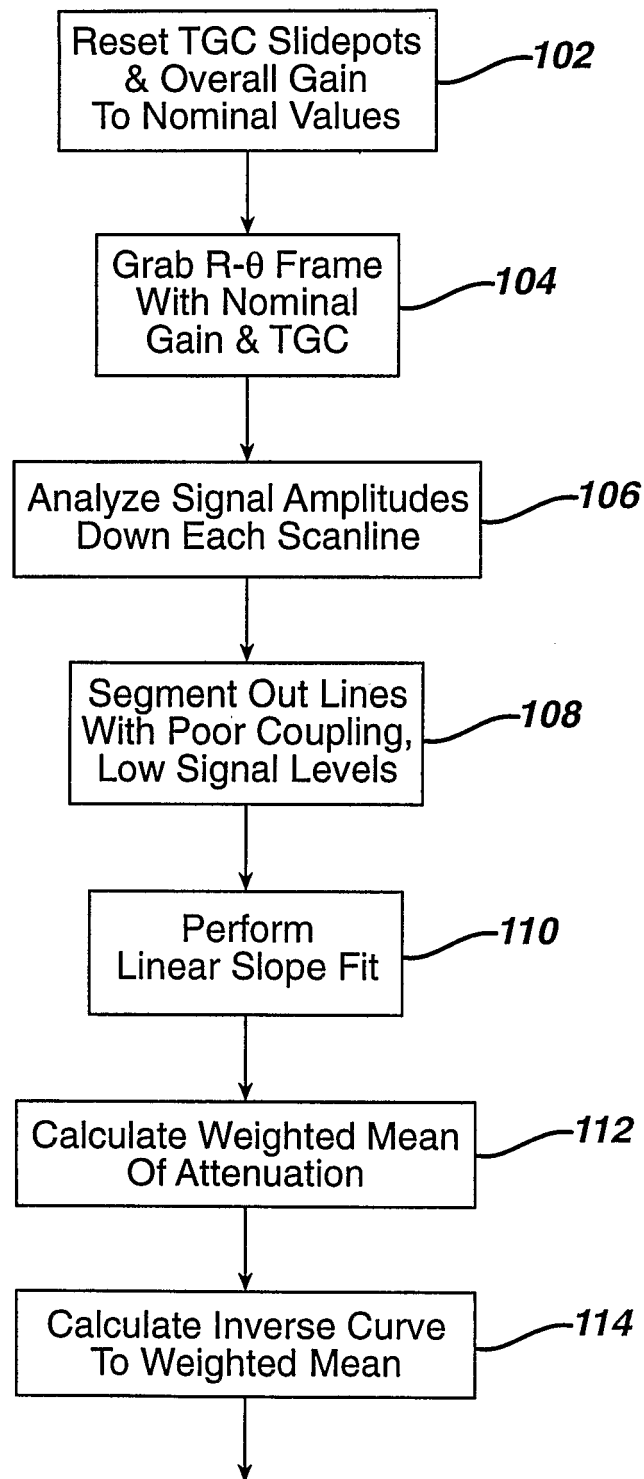 Reset TGC Slidepots
& Overall Gain
To Nominal Values
102
Grab R-θ Frame
With Nominal
Gain & TGC
104
Analyze Signal Amplitudes
Down Each Scanline
106
Segment Out Lines
With Poor Coupling,
Low Signal Levels
108
Perform
Linear Slope Fit
110
Calculate Weighted Mean
Of Attenuation
112
Calculate Inverse Curve
To Weighted Mean
114